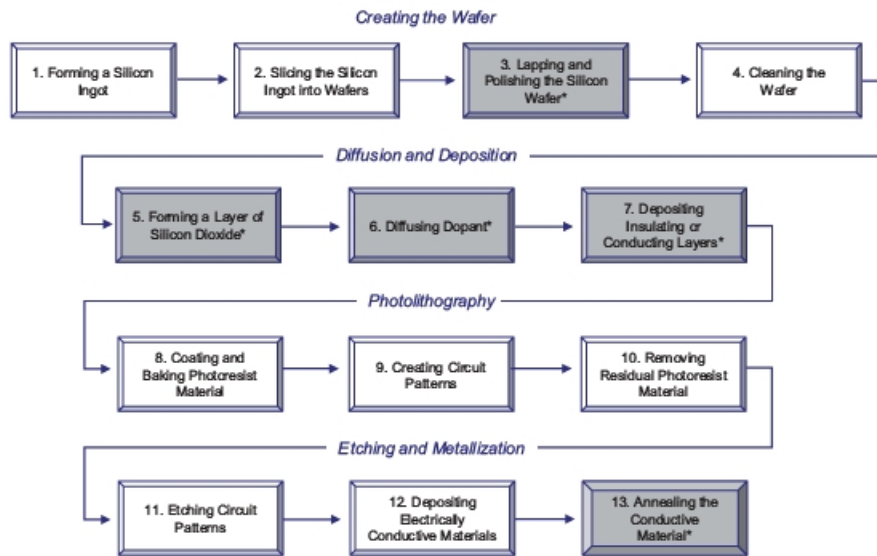 Creating the Wafer
1. Forming a Silicon
Ingot
2. Slicing the Silicon
Ingot into Wafers
3. Lapping and
Polishing the Silicon
Wafer*
4. Cleaning the
Wafer
Diffusion and Deposition
5. Forming a Layer of
Silicon Dioxide*
6. Diffusing Dopant*
7. Depositing
Insulating or
Conducting Layers*
Photolithography
8. Coating and
Baking Photoresist
Material
9. Creating Circuit
Patterns
10. Removing
Residual Photoresist
Material
Etching and Metallization
11. Etching Circuit
Patterns
12. Depositing
Electrically
Conductive Materials
13. Annealing the
Conductive
Material*